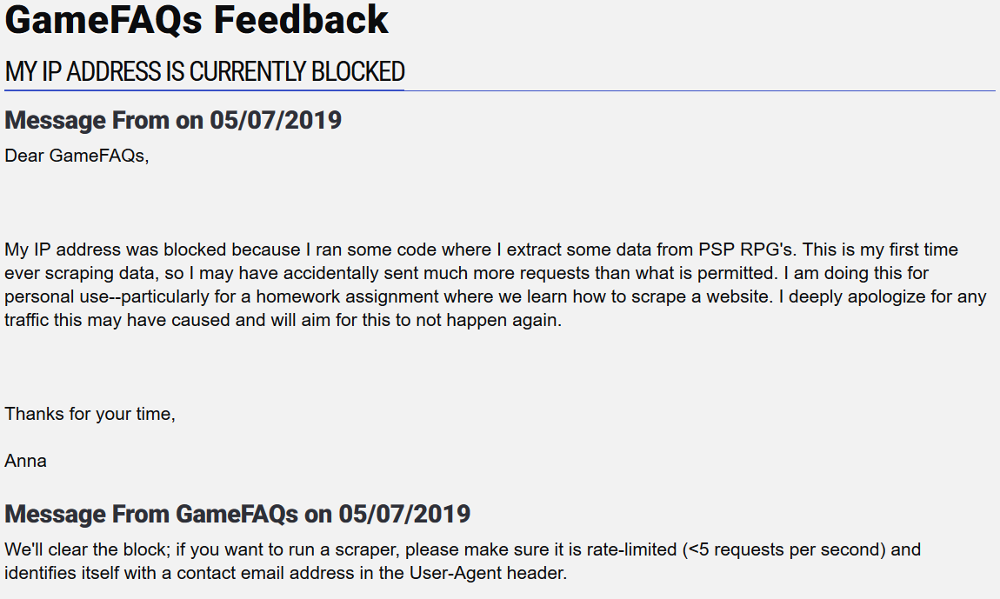 GameFAQs Feedback
MY IP ADDRESS IS CURRENTLY BLOCKED
Message From on 05/07/2019
Dear GameFAQs,
My IP address was blocked because I ran some code where I extract some data from PSP RPG's. This is my first time
ever scraping data, so I may have accidentally sent much more requests than what is permitted. I am doing this for
personal use--particularly for a homework assignment where we learn how to scrape a website. I deeply apologize for any
traffic this may have caused and will aim for this to not happen again.
Thanks for your time,
Anna
Message From GameFAQs on 05/07/2019
We'll clear the block; if you want to run a scraper, please make sure it is rate-limited (<5 requests per second) and
identifies itself with a contact email address in the User-Agent header.